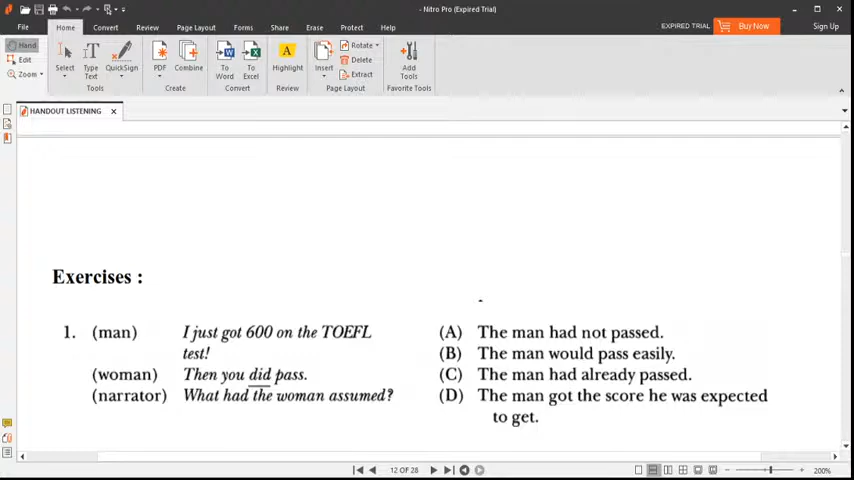 - Nitro Pro (Expired Trial)
File Home Convert Review Page Layout Forms Share Erase Protect Help EXPIRED TRIAL Buy Now Sign Up
Hand Edit Zoom
Select Type Text QuickSign PDF Combine To Word To Excel Highlight Insert Rotate Delete Extract Add Tools
Tools Create Convert Review Page Layout Favorite Tools
HANDOUT LISTENING
Exercises :
1. (man) I just got 600 on the TOEFL (A) The man had not passed.
test! (B) The man would pass easily.
(woman) Then you did pass. (C) The man had already passed.
(narrator) What had the woman assumed? (D) The man got the score he was expected
to get.
12 OF 28 200%